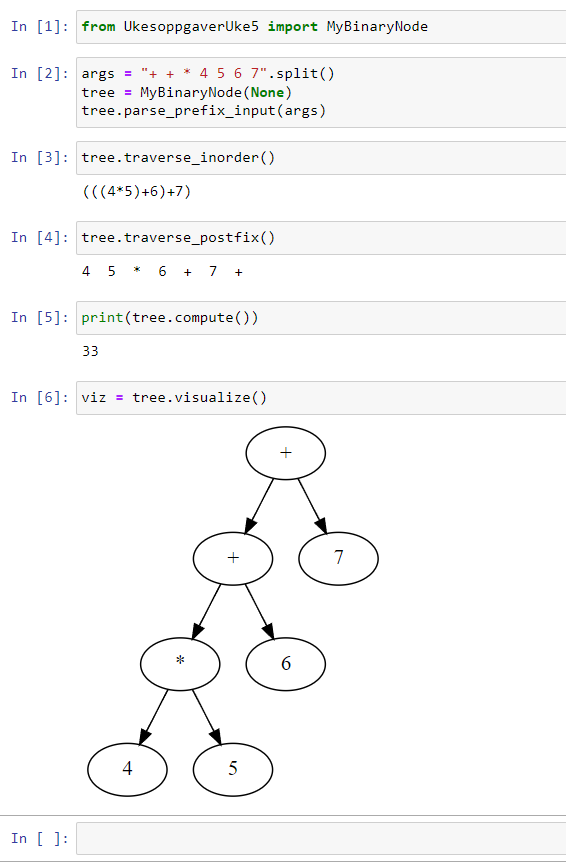 In [1]: from UkesoppgaverUke5 import MyBinaryNode
In [2]: args = "+ + * 4 5 6 7".split()
tree = MyBinaryNode(None)
tree.parse_prefix_input(args)
In [3]: tree.traverse_inorder()
(((4*5)+6)+7)
In [4]: tree.traverse_postfix()
4 5 * 6 + 7 +
In [5]: print(tree.compute())
33
In [6]: viz = tree.visualize()
+
+ 7
* 6
4 5
In [ ]: